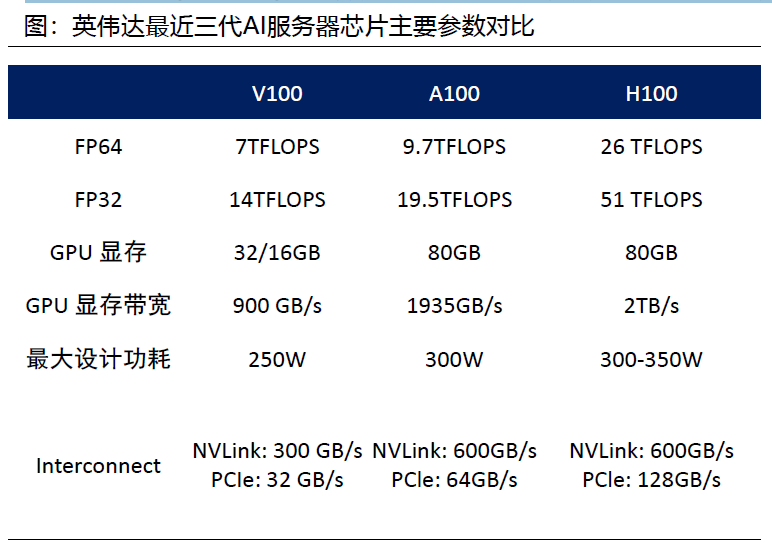 图：英伟达最近三代AI服务器芯片主要参数对比
V100 A100 H100
FP64 7TFLOPS 9.7TFLOPS 26 TFLOPS
FP32 14TFLOPS 19.5TFLOPS 51 TFLOPS
GPU 显存 32/16GB 80GB 80GB
GPU 显存带宽 900 GB/s 1935GB/s 2TB/s
最大设计功耗 250W 300W 300-350W
Interconnect NVLink: 300 GB/s NVLink: 600GB/s NVLink: 600GB/s
PCIe: 32 GB/s PCIe: 64GB/s PCIe: 128GB/s